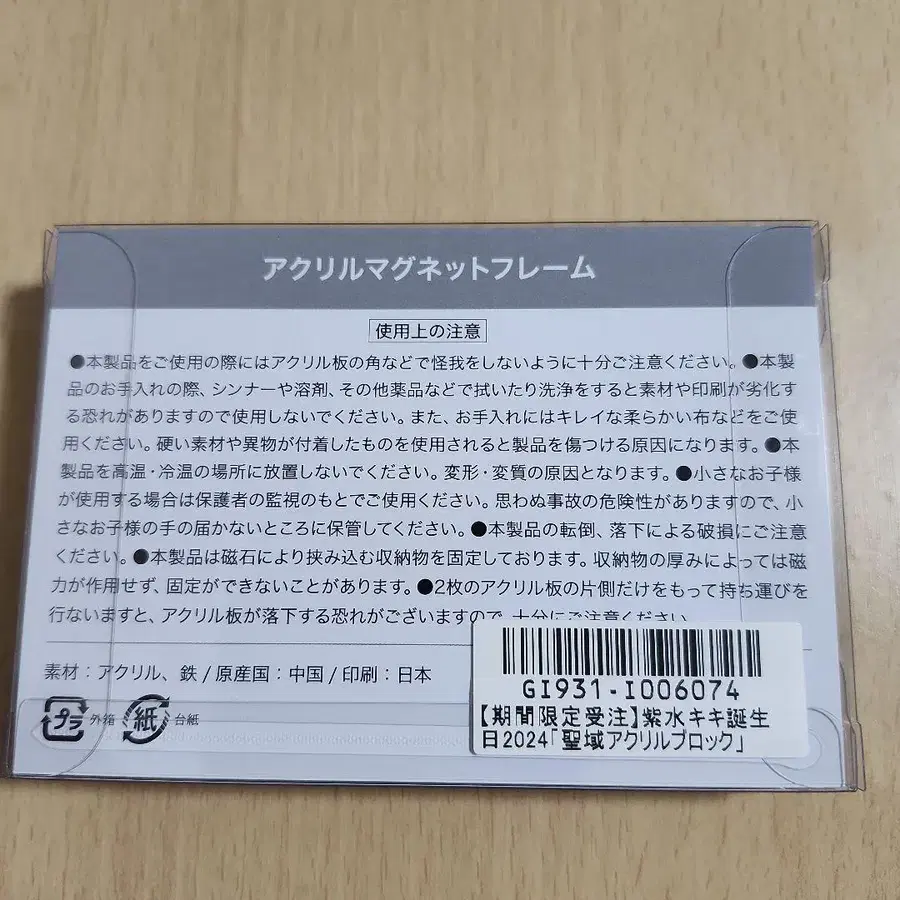 アクリルマグネットフレーム
使用上の注意
●本製品をご使用の際にはアクリル板の角などで怪我をしないように十分ご注意ください。●本製
品のお手入れの際、シンナーや溶剤、その他薬品などで拭いたり洗浄をすると素材や印刷が劣化す
る恐れがありますので使用しないでください。また、お手入れにはキレイな柔らかい布などをご使
用ください。硬い素材や異物が付着したものを使用されると製品を傷つける原因になります。●本
製品を高温・冷温の場所に放置しないでください。変形・変質の原因となります。●小さなお子様
が使用する場合は保護者の監視のもとでご使用ください。思わぬ事故の危険性がありますので、小
さなお子様の手の届かないところに保管してください。●本製品の転倒、落下による破損にご注意
ください。●本製品は磁石により挟み込む収納物を固定しております。収納物の厚みによっては磁
力が作用せず、固定ができないことがあります。●2枚のアクリル板の片側だけをもって持ち運びを
行ないますと、アクリル板が落下する恐れがございますので、十分にご注意ください
素材：アクリル、鉄 / 原産国：中国 / 印刷：日本
プラ 外箱 紙 台紙
GI931-I006074
【期間限定受注】紫水キキ誕生
日2024「聖域アクリルブロック」